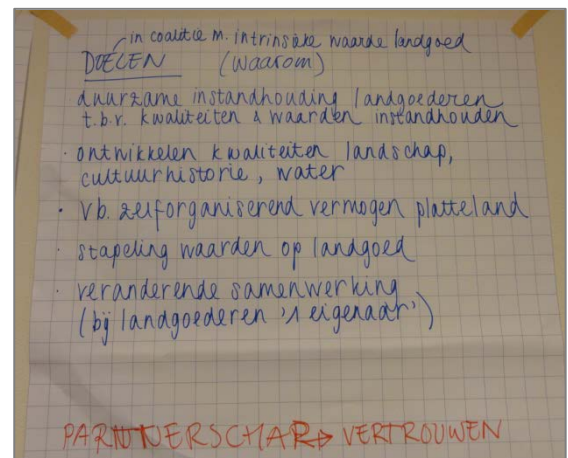 in coalitie m. intrinsieke waarde landgoed
DOELEN (waarom)
duurzame instandhouding landgoederen
t.b.v. kwaliteiten & waarden instandhouden
· ontwikkelen kwaliteiten landschap,
cultuurhistorie, water
· vb. zelforganiserend vermogen platteland
· stapeling waarden op landgoed
· veranderende samenwerking
(bij landgoederen '1 eigenaar')
PARTNERSCHAP → VERTROUWEN